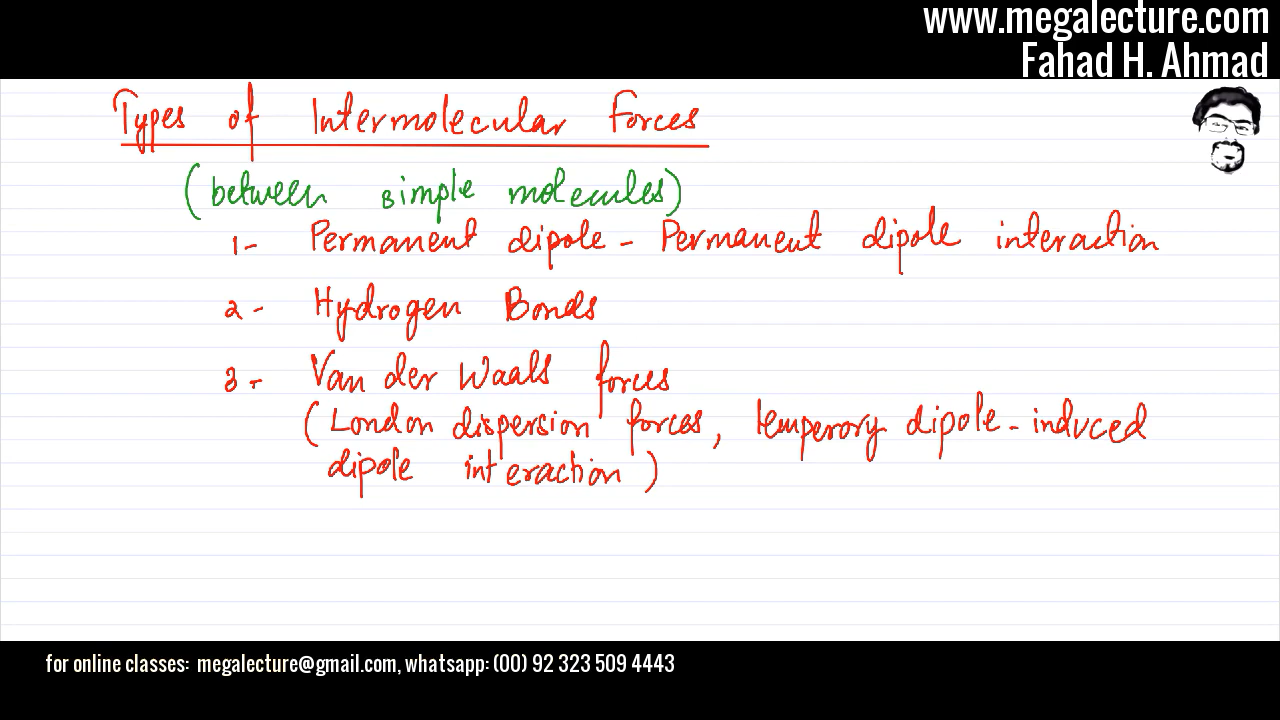 www.megalecture.com
Fahad H. Ahmad
Types of Intermolecular Forces
(between simple molecules)
1- Permanent dipole - Permanent dipole interaction
2- Hydrogen Bonds
3- Van der Waals forces
(London dispersion forces, temperory dipole - induced
dipole interaction)
for online classes: megalecture@gmail.com, whatsapp: (00) 92 323 509 4443